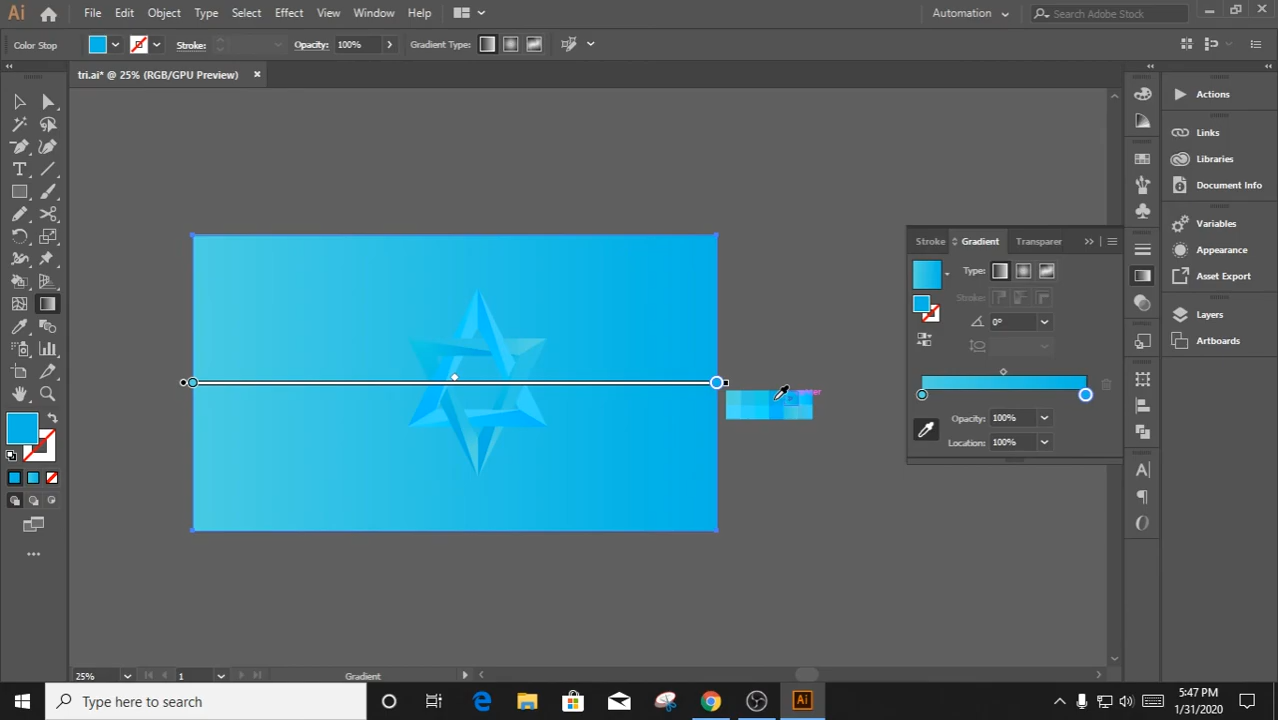 Ai File Edit Object Type Select Effect View Window Help Automation Search Adobe Stock
Color Stop Stroke: Opacity: 100% Gradient Type:
tri.ai* @ 25% (RGB/GPU Preview)
Actions
Links
Libraries
Document Info
Variables
Appearance
Asset Export
Layers
Artboards
Stroke Gradient Transparer
Type:
Stroke:
0°
Opacity: 100%
Location: 100%
25% 1 Gradient
Type here to search
Ai
5:47 PM
1/31/2020